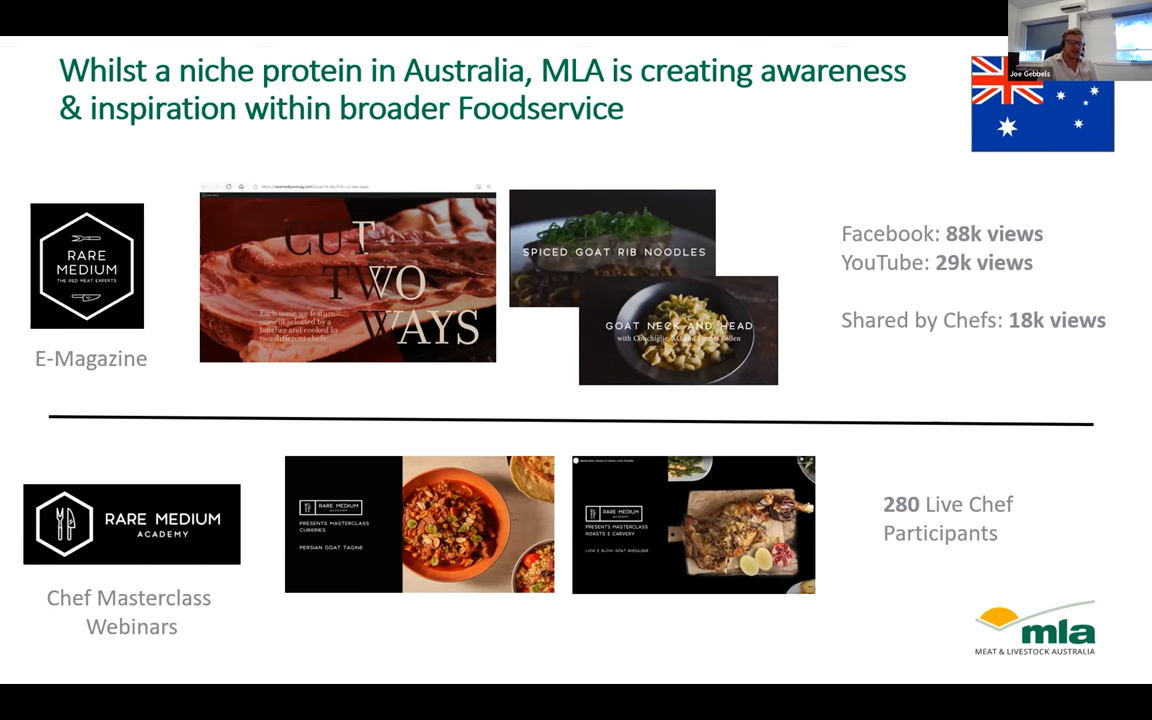 Whilst a niche protein in Australia, MLA is creating awareness
& inspiration within broader Foodservice
Joe Gebbels
RARE
MEDIUM
THE RED MEAT EXPERTS
E-Magazine
CUT
TWO
WAYS
Each issue we feature
one cut selected by a
butcher and cooked by
two different chefs.
SPICED GOAT RIB NOODLES
GOAT NECK AND HEAD
with Conchiglie, XO and Fennel Pollen
Facebook: 88k views
YouTube: 29k views
Shared by Chefs: 18k views
RARE MEDIUM
ACADEMY
Chef Masterclass
Webinars
RARE MEDIUM
ACADEMY
PRESENTS MASTERCLASS
CURRIES
PERSIAN GOAT TAGINE
RARE MEDIUM
ACADEMY
PRESENTS MASTERCLASS
ROASTS & CARVERY
LOW & SLOW GOAT SHOULDER
280 Live Chef
Participants
mla
MEAT & LIVESTOCK AUSTRALIA